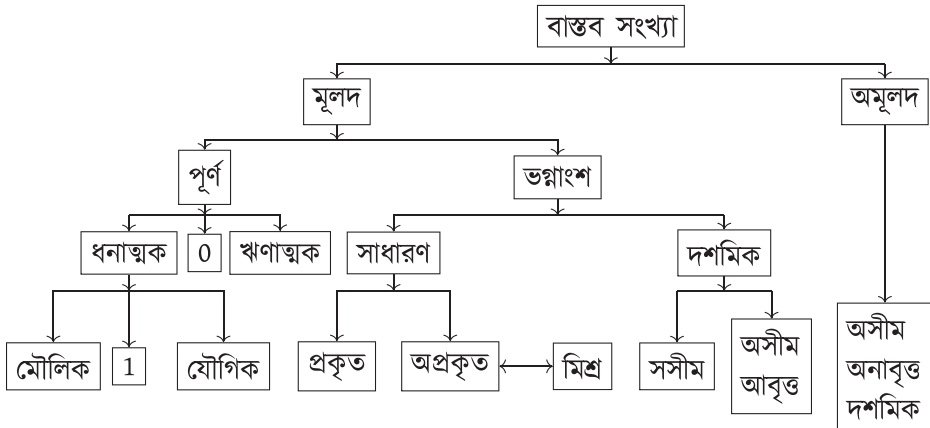 বাস্তব সংখ্যা
মূলদ
অমূলদ
পূর্ণ
ভগ্নাংশ
ধনাত্মক
0
ঋণাত্মক
সাধারণ
দশমিক
মৌলিক
1
যৌগিক
প্রকৃত
অপ্রকৃত
মিশ্র
সসীম
অসীম
আবৃত্ত
অসীম
অনাবৃত্ত
দশমিক